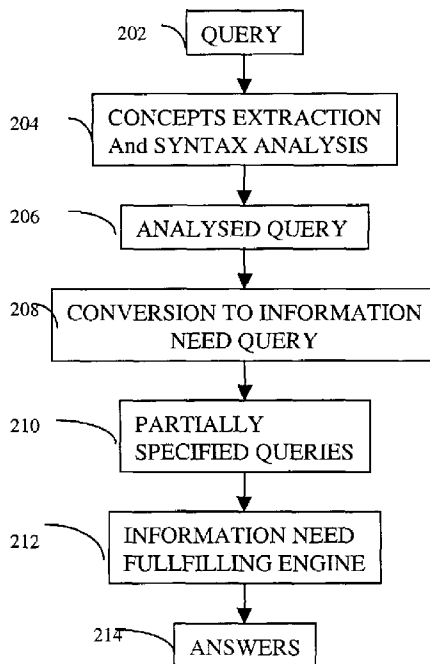 202 QUERY
204 CONCEPTS EXTRACTION
And SYNTAX ANALYSIS
206 ANALYSED QUERY
208 CONVERSION TO INFORMATION
NEED QUERY
210 PARTIALLY
SPECIFIED QUERIES
212 INFORMATION NEED
FULLFILLING ENGINE
214 ANSWERS